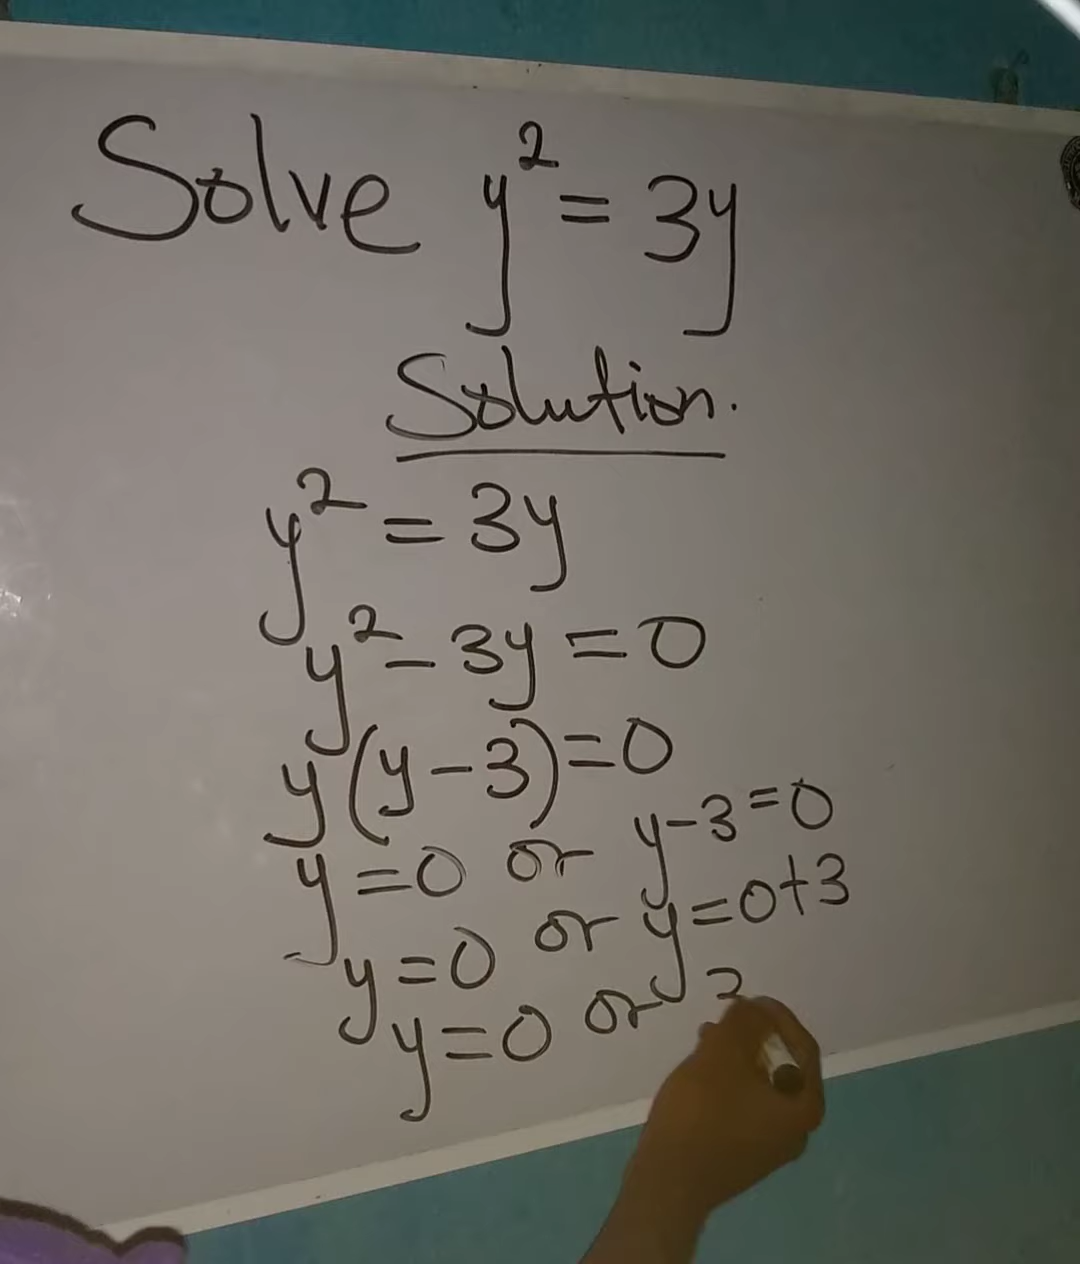 Solve y² = 3y
Solution.
y² = 3y
y² - 3y = 0
y(y-3)=0
y=0 or y-3=0
y=0 or y=0+3
y=0 or